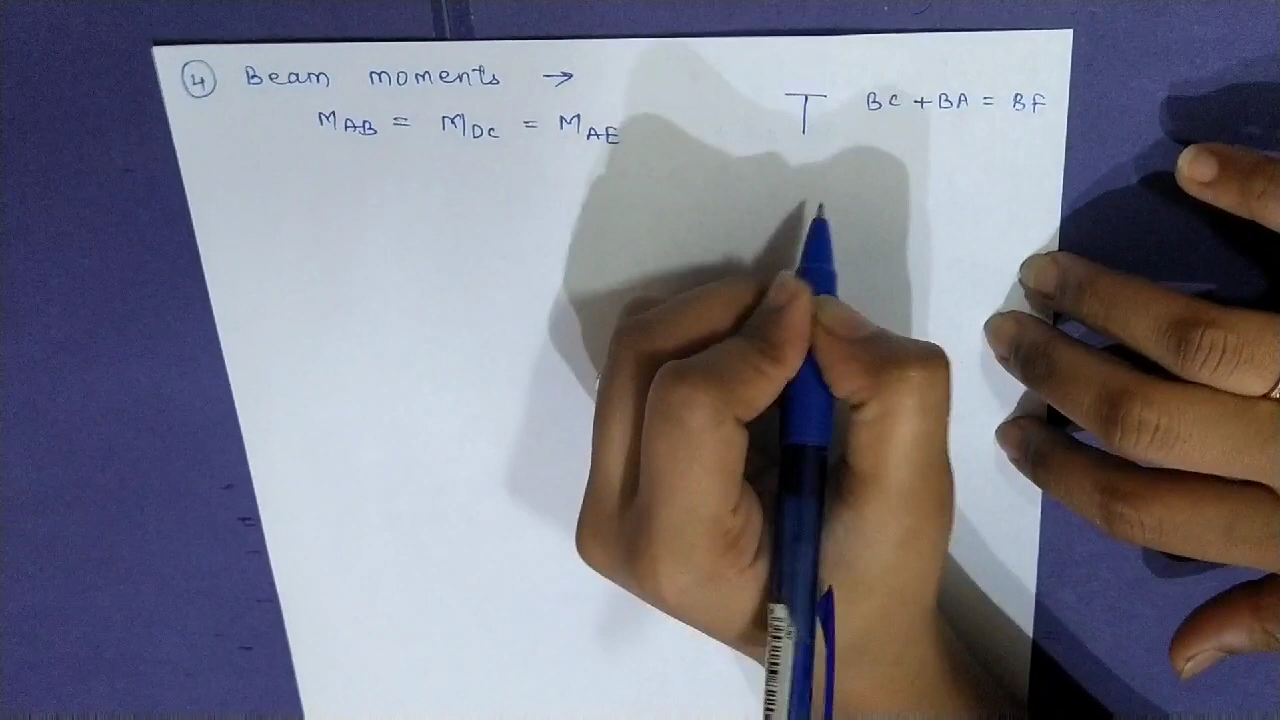 ④ Beam moments →
M_AB = M_DC = M_AE
T BC + BA = BF